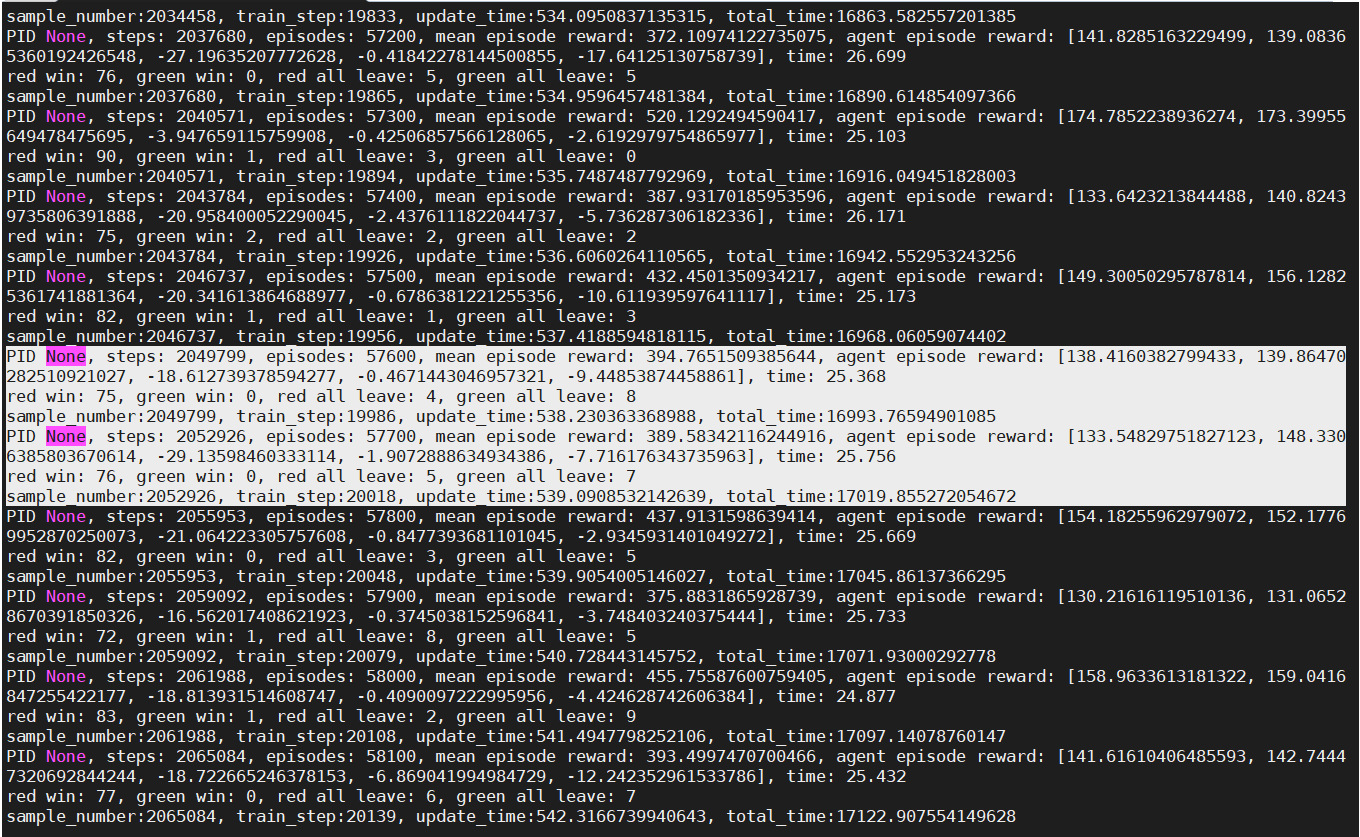 sample_number:2034458, train_step:19833, update_time:534.0950837135315, total_time:16863.582557201385
PID None, steps: 2037680, episodes: 57200, mean episode reward: 372.10974122735075, agent episode reward: [141.8285163229499, 139.0836
5360192426548, -27.19635207772628, -0.41842278144500855, -17.64125130758739], time: 26.699
red win: 76, green win: 0, red all leave: 5, green all leave: 5
sample_number:2037680, train_step:19865, update_time:534.9596457481384, total_time:16890.614854097366
PID None, steps: 2040571, episodes: 57300, mean episode reward: 520.1292494590417, agent episode reward: [174.7852238936274, 173.39955
649478475695, -3.947659115759908, -0.42506857566128065, -2.6192979754865977], time: 25.103
red win: 90, green win: 1, red all leave: 3, green all leave: 0
sample_number:2040571, train_step:19894, update_time:535.7487487792969, total_time:16916.049451828003
PID None, steps: 2043784, episodes: 57400, mean episode reward: 387.93170185953596, agent episode reward: [133.6423213844488, 140.8243
9735806391888, -20.958400052290045, -2.4376111822044737, -5.736287306182336], time: 26.171
red win: 75, green win: 2, red all leave: 2, green all leave: 2
sample_number:2043784, train_step:19926, update_time:536.6060264110565, total_time:16942.552953243256
PID None, steps: 2046737, episodes: 57500, mean episode reward: 432.4501350934217, agent episode reward: [149.30050295787814, 156.1282
5361741881364, -20.341613864688977, -0.6786381221255356, -10.611939597641117], time: 25.173
red win: 82, green win: 1, red all leave: 1, green all leave: 3
sample_number:2046737, train_step:19956, update_time:537.4188594818115, total_time:16968.06059074402
PID None, steps: 2049799, episodes: 57600, mean episode reward: 394.7651509385644, agent episode reward: [138.4160382799433, 139.86470
282510921027, -18.612739378594277, -0.4671443046957321, -9.44853874458861], time: 25.368
red win: 75, green win: 0, red all leave: 4, green all leave: 8
sample_number:2049799, train_step:19986, update_time:538.230363368988, total_time:16993.76594901085
PID None, steps: 2052926, episodes: 57700, mean episode reward: 389.58342116244916, agent episode reward: [133.54829751827123, 148.330
6385803670614, -29.13598460333114, -1.9072888634934386, -7.716176343735963], time: 25.756
red win: 76, green win: 0, red all leave: 5, green all leave: 7
sample_number:2052926, train_step:20018, update_time:539.0908532142639, total_time:17019.855272054672
PID None, steps: 2055953, episodes: 57800, mean episode reward: 437.9131598639414, agent episode reward: [154.18255962979072, 152.1776
9952870250073, -21.064223305757608, -0.8477393681101045, -2.9345931401049272], time: 25.669
red win: 82, green win: 0, red all leave: 3, green all leave: 5
sample_number:2055953, train_step:20048, update_time:539.9054005146027, total_time:17045.86137366295
PID None, steps: 2059092, episodes: 57900, mean episode reward: 375.8831865928739, agent episode reward: [130.21616119510136, 131.0652
8670391850326, -16.562017408621923, -0.3745038152596841, -3.748403240375444], time: 25.733
red win: 72, green win: 1, red all leave: 8, green all leave: 5
sample_number:2059092, train_step:20079, update_time:540.728443145752, total_time:17071.93000292778
PID None, steps: 2061988, episodes: 58000, mean episode reward: 455.75587600759405, agent episode reward: [158.9633613181322, 159.0416
847255422177, -18.813931514608747, -0.4090097222995956, -4.424628742606384], time: 24.877
red win: 83, green win: 1, red all leave: 2, green all leave: 9
sample_number:2061988, train_step:20108, update_time:541.4947798252106, total_time:17097.14078760147
PID None, steps: 2065084, episodes: 58100, mean episode reward: 393.4997470700466, agent episode reward: [141.61610406485593, 142.7444
7320692844244, -18.722665246378153, -6.869041994984729, -12.242352961533786], time: 25.432
red win: 77, green win: 0, red all leave: 6, green all leave: 7
sample_number:2065084, train_step:20139, update_time:542.3166739940643, total_time:17122.907554149628